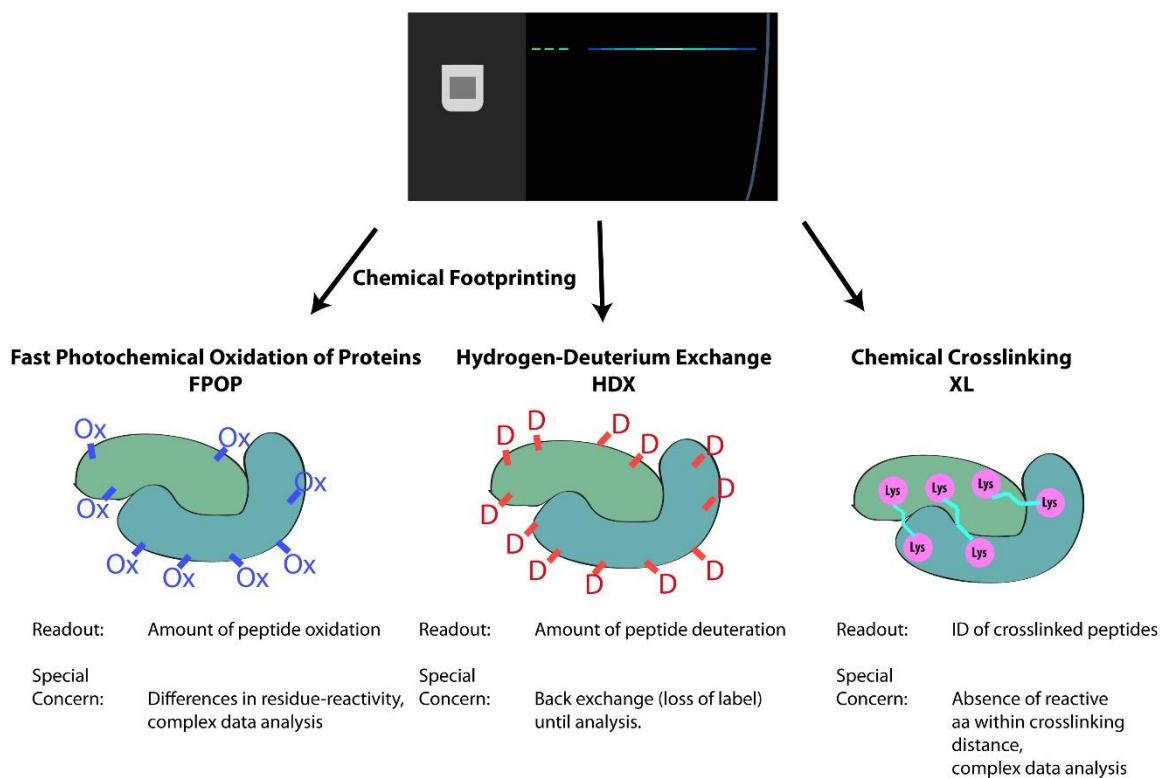 Chemical Footprinting
Fast Photochemical Oxidation of Proteins
FPOP
Ox
Ox
Ox
Ox
Ox
Ox
Ox
Ox
Readout: Amount of peptide oxidation
Special
Concern: Differences in residue-reactivity,
complex data analysis
Hydrogen-Deuterium Exchange
HDX
D
D
D
D
D
D
D
D
D
D
D
D
Readout: Amount of peptide deuteration
Special
Concern: Back exchange (loss of label)
until analysis.
Chemical Crosslinking
XL
Lys
Lys
Lys
Lys
Lys
Lys
Readout: ID of crosslinked peptides
Special
Concern: Absence of reactive
aa within crosslinking
distance,
complex data analysis